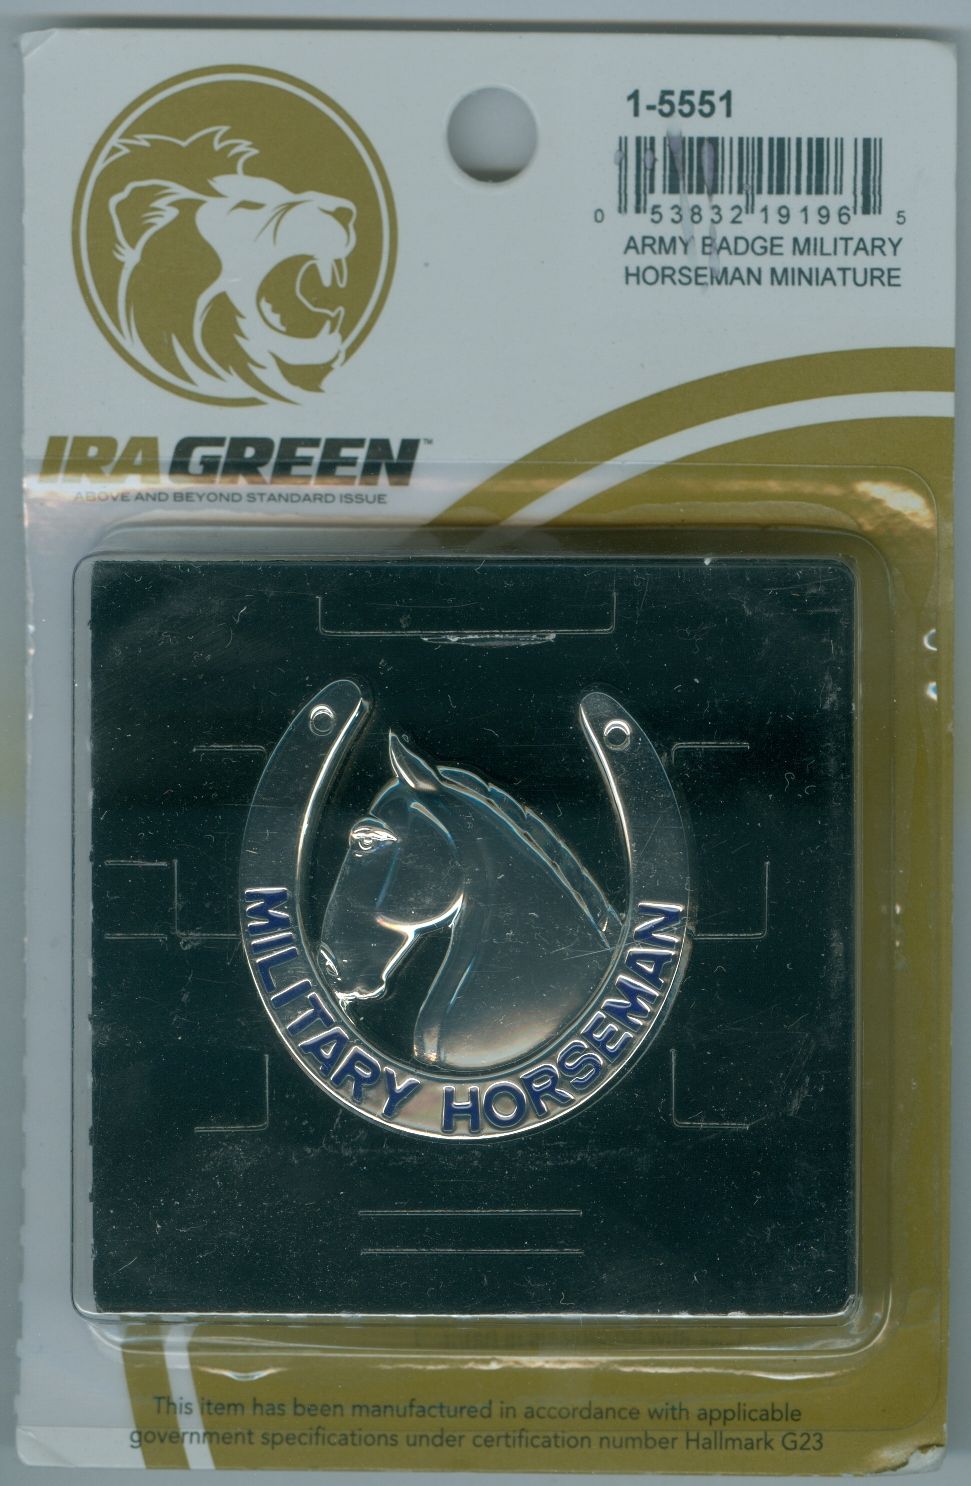 1-5551
0 53832 19196 5
ARMY BADGE MILITARY
HORSEMAN MINIATURE
IRA GREEN™
ABOVE AND BEYOND STANDARD ISSUE
MILITARY HORSEMAN
This item has been manufactured in accordance with applicable
government specifications under certification number Hallmark G23